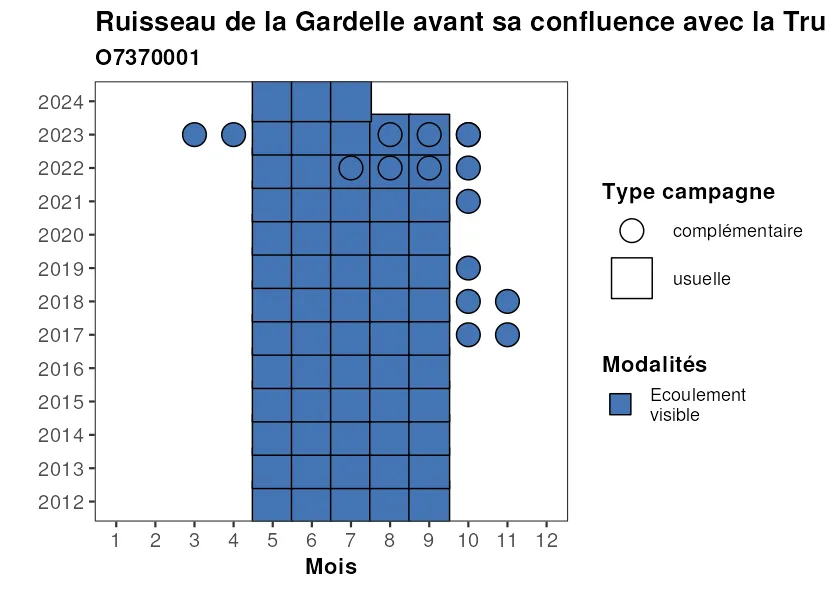 Ruisseau de la Gardelle avant sa confluence avec la Tru
O7370001
2024
2023
2022
2021
2020
2019
2018
2017
2016
2015
2014
2013
2012
1 2 3 4 5 6 7 8 9 10 11 12
Mois
Type campagne
complémentaire
usuelle
Modalités
Ecoulement
visible